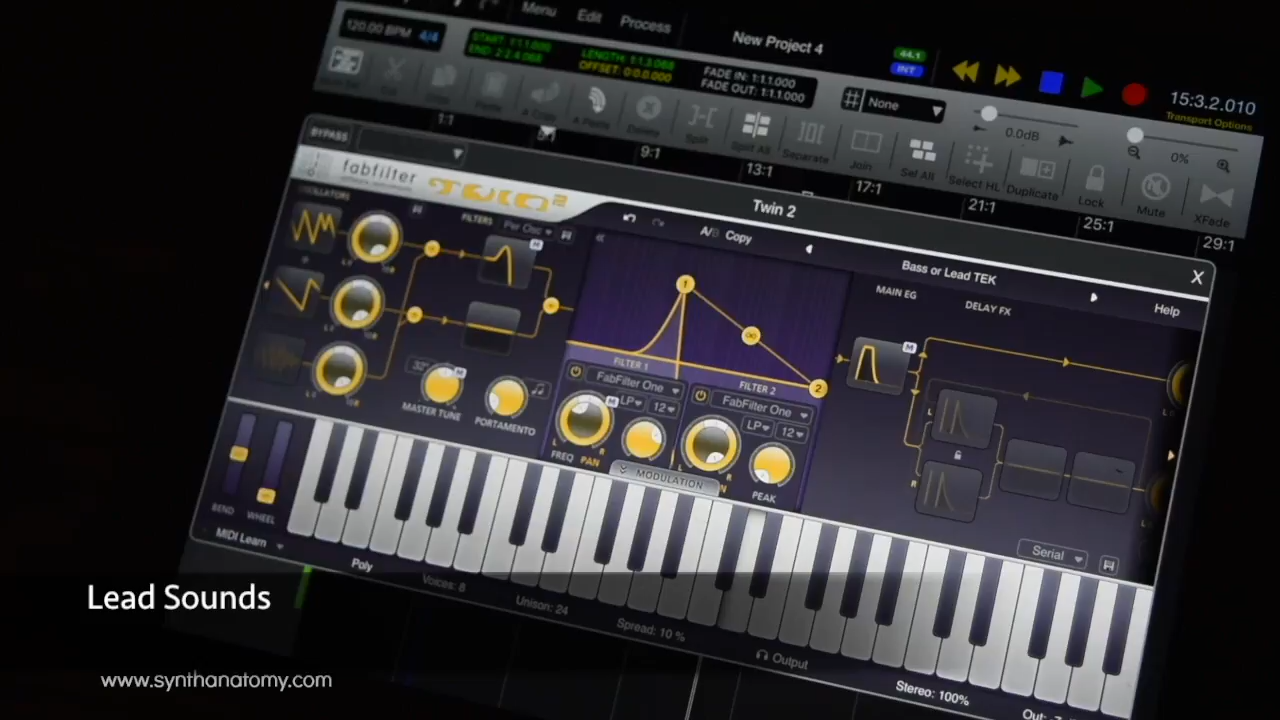 Menu Edit Process
120.00 BPM 4/4
START: 1:1.1.000
END: 2:2.4.068
LENGTH: 1:1.3.068
OFFSET: 0:0.0.000
FADE IN: 1:1.1.000
FADE OUT: 1:1.1.000
New Project 4
44.1
INT
None
0.0dB
15:3.2.010
Transport Options
0%
Split
Split All
Separate
Join
Sel All
Select HL
Duplicate
Lock
Mute
XFade
1:1
9:1
13:1
17:1
21:1
25:1
29:1
BYPASS
fabfilter
TWIN 2
Twin 2
X
OSCILLATORS
FILTERS
Per Osc
A/B Copy
Bass or Lead TEK
Help
MAIN EG
DELAY FX
32'
MASTER TUNE
PORTAMENTO
1
2
FILTER 1
FabFilter One
LP 12
FREQ PAN
FILTER 2
FabFilter One
LP 12
PEAK
MODULATION
L
R
Serial
BEND
WHEEL
MIDI Learn
Poly
Voices: 8
Unison: 24
Spread: 10 %
Output
Stereo: 100%
Out:
Lead Sounds
www.synthanatomy.com